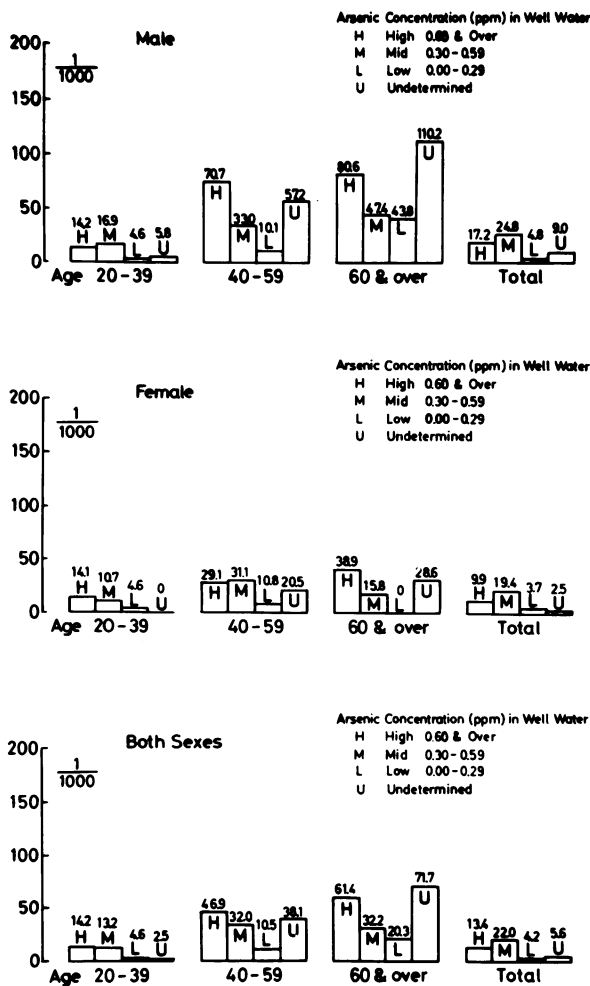 Male
Arsenic Concentration (ppm) in Well Water
H High 0.60 & Over
M Mid 0.30-0.59
L Low 0.00-0.29
U Undetermined
200
1
1000
150
100
50
0
14.2 16.9 4.6 5.8
H M L U
70.7 33.0 10.1 57.2
H M L U
80.6 47.4 43.8 110.2
H M L U
17.2 24.8 4.8 9.0
H M L U
Age 20-39 40-59 60 & over Total
Female
Arsenic Concentration (ppm) in Well Water
H High 0.60 & Over
M Mid 0.30-0.59
L Low 0.00-0.29
U Undetermined
200
1
1000
150
100
50
0
14.1 10.7 4.6 0
H M L U
29.1 31.1 10.8 20.5
H M L U
38.9 15.8 0 28.6
H M L U
9.9 19.4 3.7 2.5
H M L U
Age 20-39 40-59 60 & over Total
Both Sexes
Arsenic Concentration (ppm) in Well Water
H High 0.60 & Over
M Mid 0.30-0.59
L Low 0.00-0.29
U Undetermined
200
1
1000
150
100
50
0
14.2 13.2 4.6 2.5
H M L U
46.9 32.0 10.5 38.1
H M L U
61.4 32.2 20.3 71.7
H M L U
13.4 22.0 4.2 5.6
H M L U
Age 20-39 40-59 60 & over Total